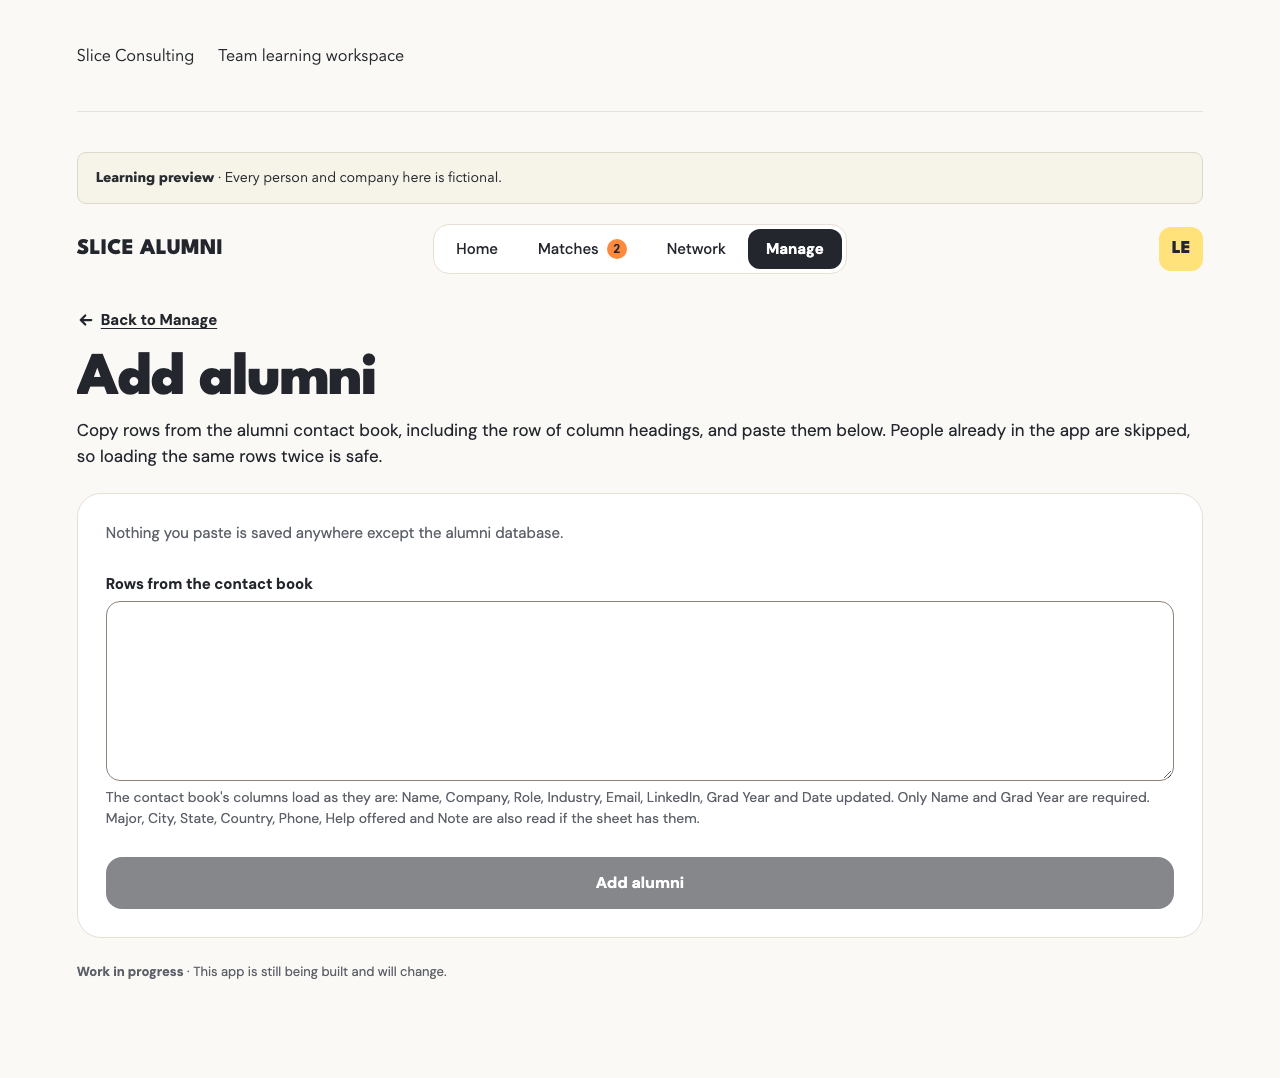 Slice Consulting Team learning workspace
Learning preview · Every person and company here is fictional.
SLICE ALUMNI
Home Matches 2 Network Manage
LE
← Back to Manage
Add alumni
Copy rows from the alumni contact book, including the row of column headings, and paste them below. People already in the app are skipped,
so loading the same rows twice is safe.
Nothing you paste is saved anywhere except the alumni database.
Rows from the contact book
The contact book's columns load as they are: Name, Company, Role, Industry, Email, LinkedIn, Grad Year and Date updated. Only Name and Grad Year are required.
Major, City, State, Country, Phone, Help offered and Note are also read if the sheet has them.
Add alumni
Work in progress · This app is still being built and will change.